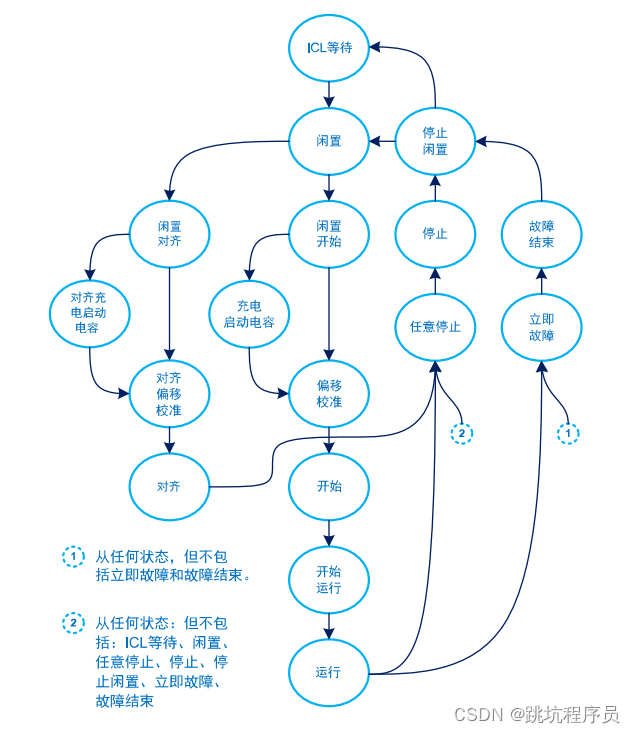 ICL等待
闲置
停止
闲置
闲置
对齐
闲置
开始
停止
故障
结束
对齐充
电启动
电容
充电
启动电容
任意停止
立即
故障
对齐
偏移
校准
偏移
校准
2
1
对齐
开始
1 从任何状态，但不包
括立即故障和故障结束。
开始
运行
2 从任何状态：但不包
括：ICL等待、闲置、
任意停止、停止、停
止闲置、立即故障、
故障结束
运行
CSDN @跳坑程序员